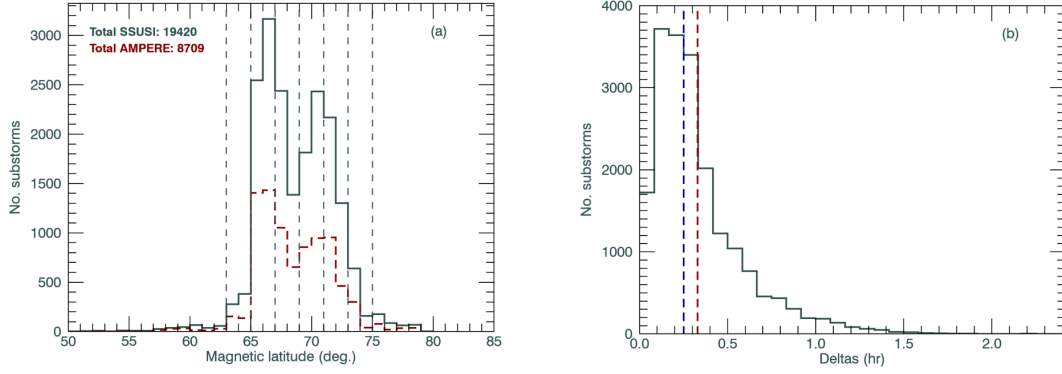 Total SSUSI: 19420
Total AMPERE: 8709
(a)
3000
2500
2000
1500
1000
500
0
50 55 60 65 70 75 80 85
No. substorms
Magnetic latitude (deg.)
(b)
4000
3000
2000
1000
0
0.0 0.5 1.0 1.5 2.0
No. substorms
Deltas (hr)